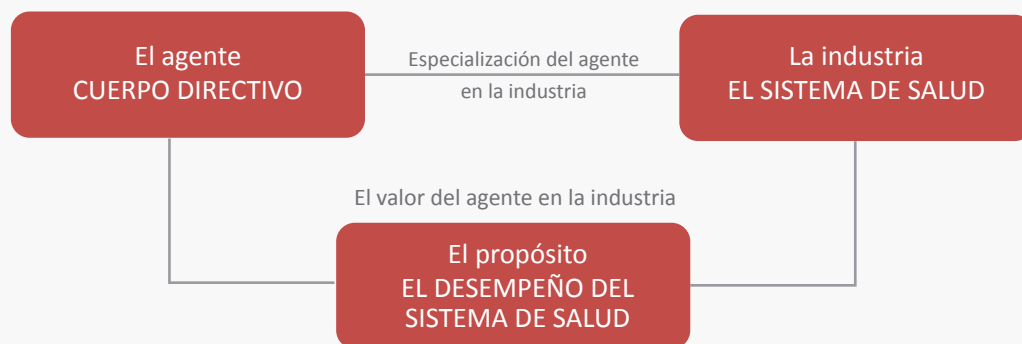 El agente
CUERPO DIRECTIVO
Especialización del agente
en la industria
La industria
EL SISTEMA DE SALUD
El valor del agente en la industria
El propósito
EL DESEMPEÑO DEL
SISTEMA DE SALUD